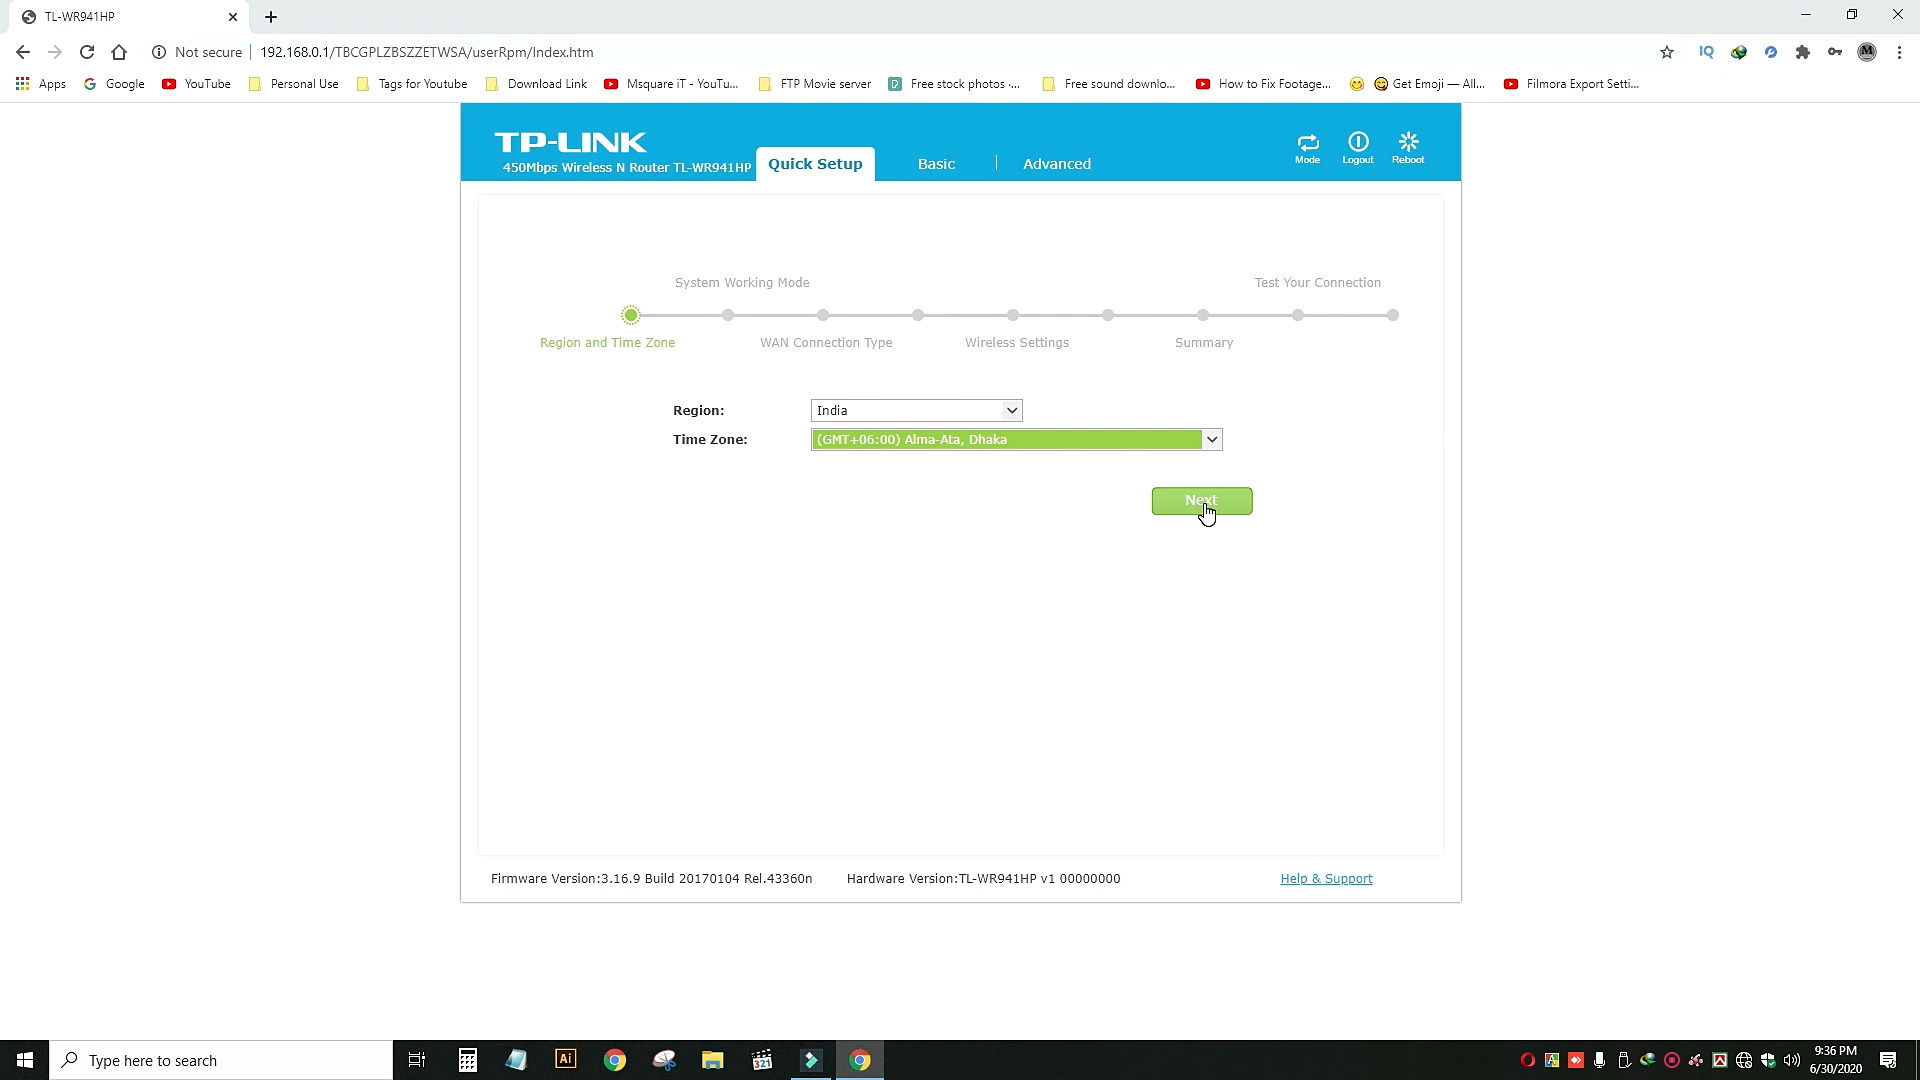 TL-WR941HP
Not secure 192.168.0.1/TBCGPLZBSZZETWSA/userRpm/Index.htm
IQ M
Apps Google YouTube Personal Use Tags for Youtube Download Link Msquare iT - YouTu... FTP Movie server Free stock photos ·... Free sound downlo... How to Fix Footage... Get Emoji — All... Filmora Export Setti...
TP-LINK
450Mbps Wireless N Router TL-WR941HP
Quick Setup Basic Advanced
Mode Logout Reboot
System Working Mode Test Your Connection
Region and Time Zone WAN Connection Type Wireless Settings Summary
Region: India
Time Zone: (GMT+06:00) Alma-Ata, Dhaka
Next
Firmware Version:3.16.9 Build 20170104 Rel.43360n Hardware Version:TL-WR941HP v1 00000000 Help & Support
Type here to search
Ai
321
9:36 PM
6/30/2020